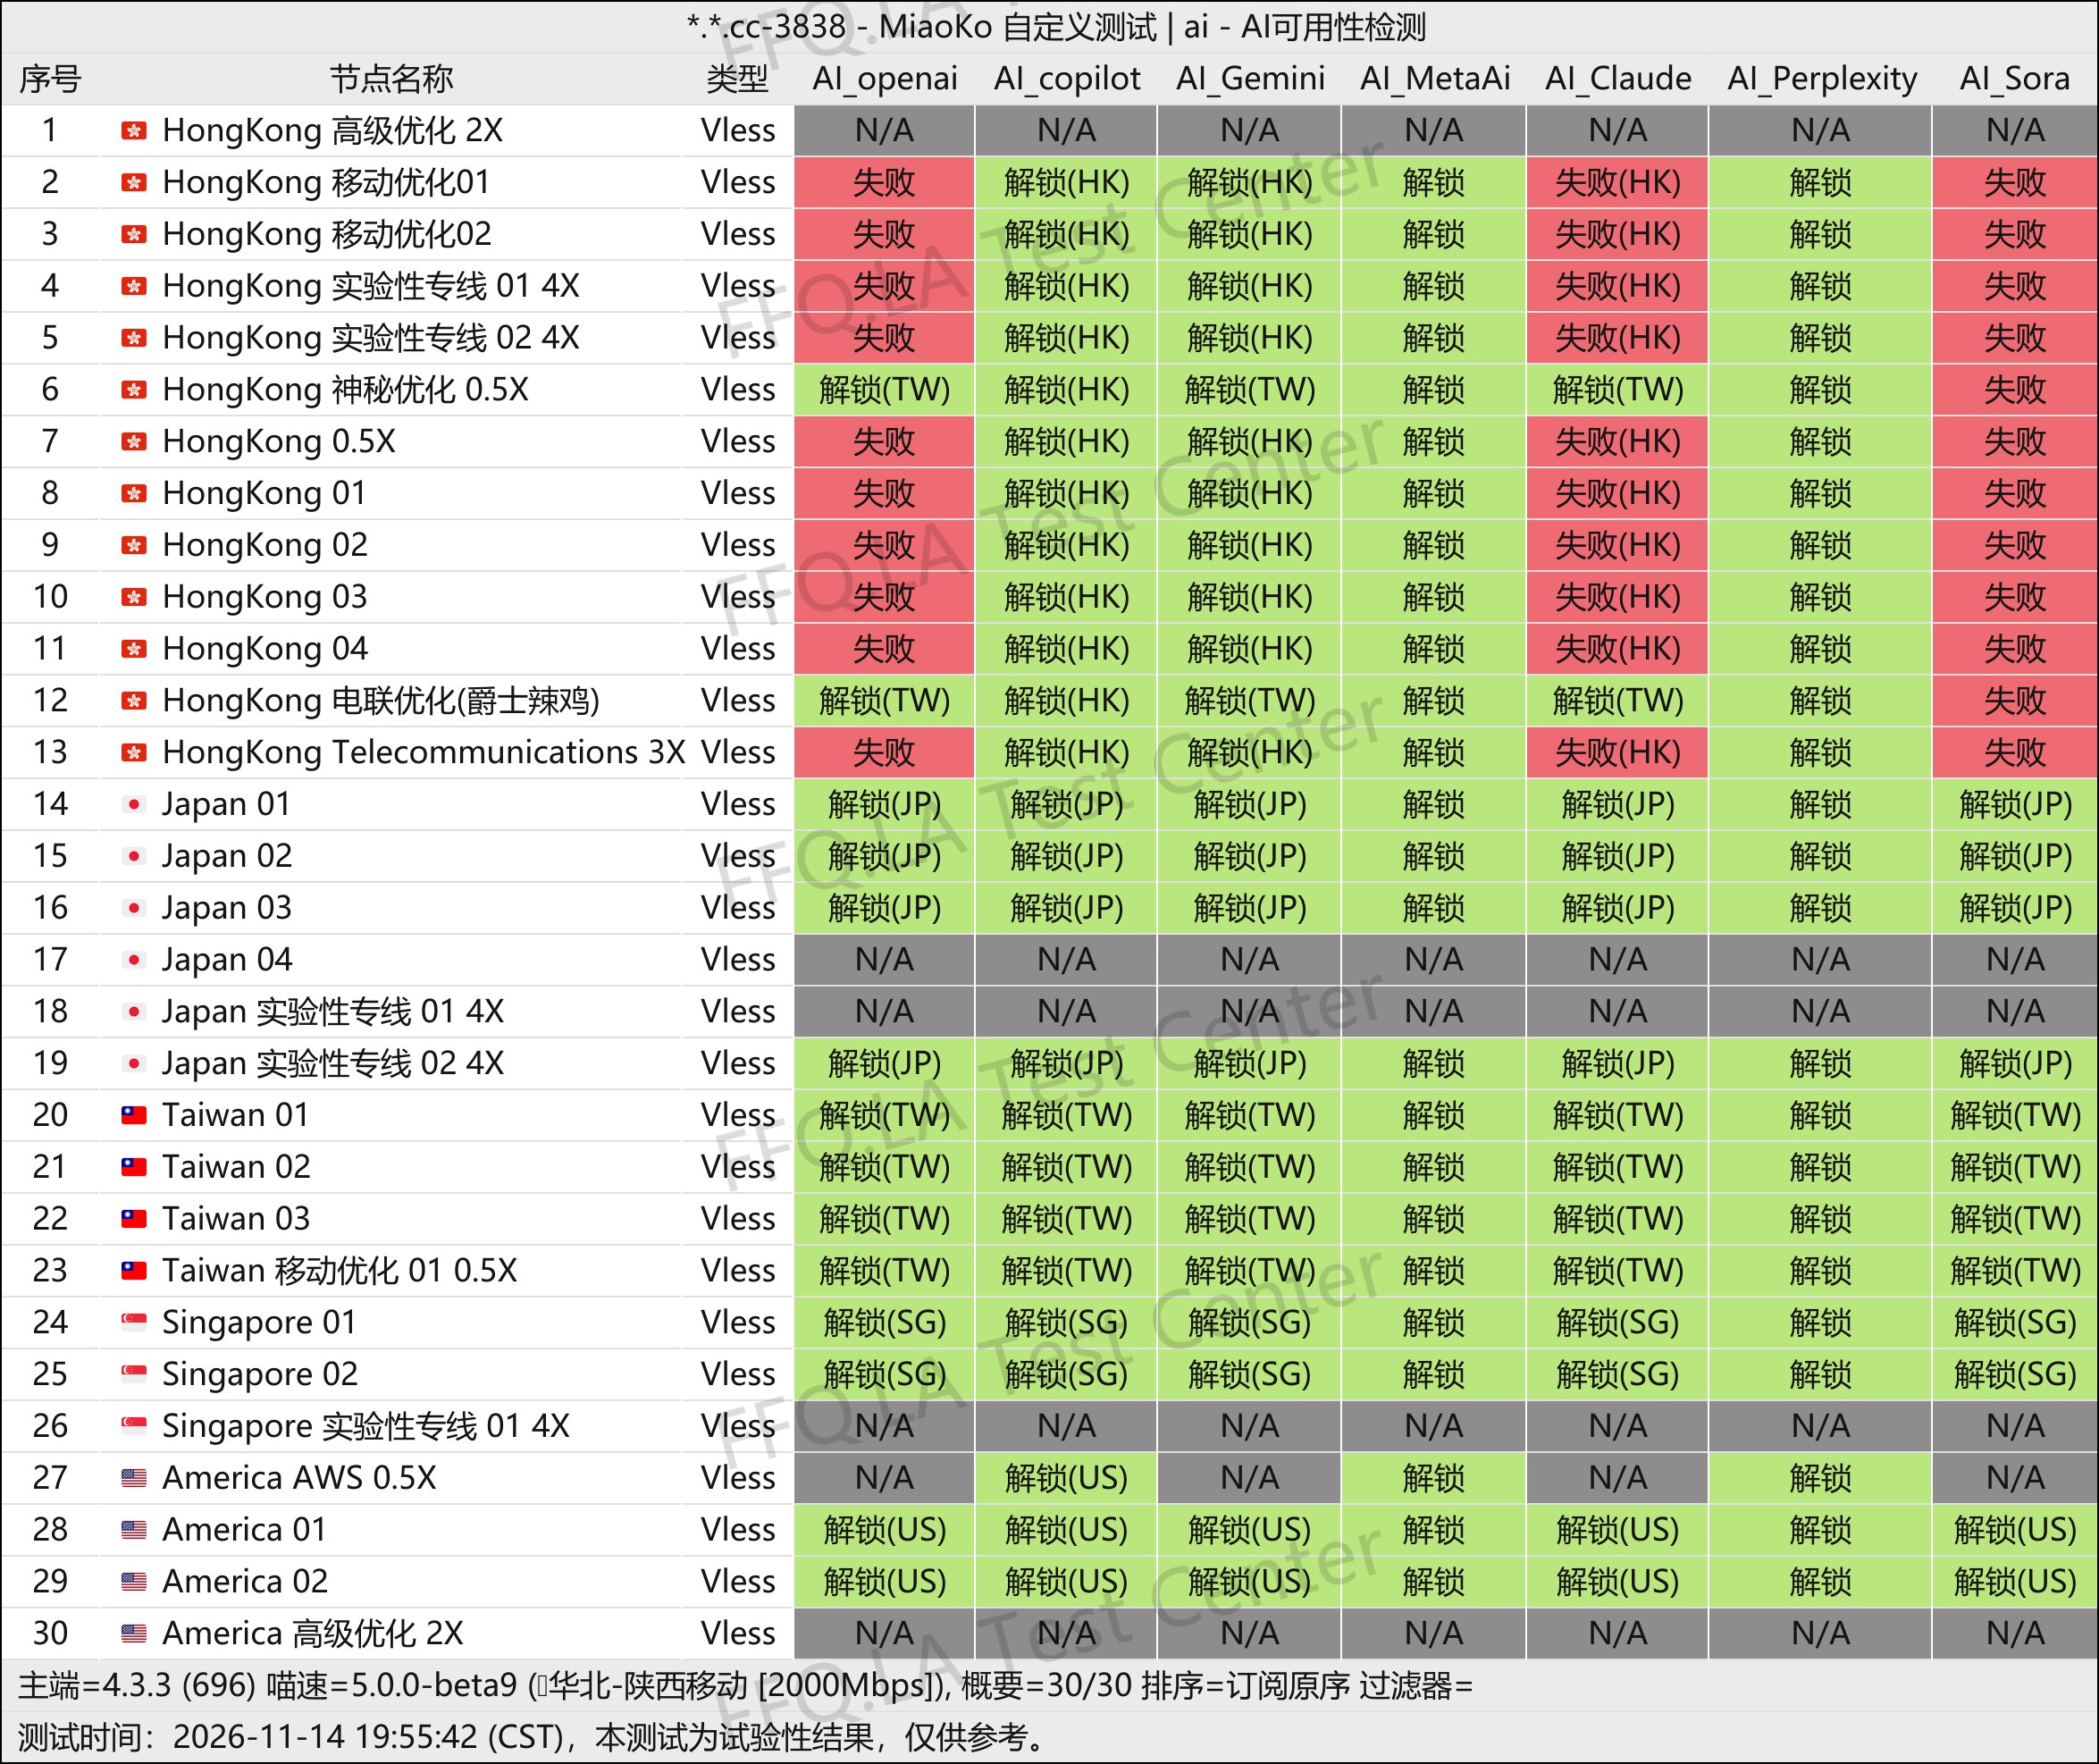 *.*.cc-3838 - MiaoKo 自定义测试 | ai - AI可用性检测
序号 节点名称 类型 AI_openai AI_copilot AI_Gemini AI_MetaAi AI_Claude AI_Perplexity AI_Sora
1 HongKong 高级优化 2X Vless N/A N/A N/A N/A N/A N/A N/A
2 HongKong 移动优化01 Vless 失败 解锁(HK) 解锁(HK) 解锁 失败(HK) 解锁 失败
3 HongKong 移动优化02 Vless 失败 解锁(HK) 解锁(HK) 解锁 失败(HK) 解锁 失败
4 HongKong 实验性专线 01 4X Vless 失败 解锁(HK) 解锁(HK) 解锁 失败(HK) 解锁 失败
5 HongKong 实验性专线 02 4X Vless 失败 解锁(HK) 解锁(HK) 解锁 失败(HK) 解锁 失败
6 HongKong 神秘优化 0.5X Vless 解锁(TW) 解锁(HK) 解锁(TW) 解锁 解锁(TW) 解锁 失败
7 HongKong 0.5X Vless 失败 解锁(HK) 解锁(HK) 解锁 失败(HK) 解锁 失败
8 HongKong 01 Vless 失败 解锁(HK) 解锁(HK) 解锁 失败(HK) 解锁 失败
9 HongKong 02 Vless 失败 解锁(HK) 解锁(HK) 解锁 失败(HK) 解锁 失败
10 HongKong 03 Vless 失败 解锁(HK) 解锁(HK) 解锁 失败(HK) 解锁 失败
11 HongKong 04 Vless 失败 解锁(HK) 解锁(HK) 解锁 失败(HK) 解锁 失败
12 HongKong 电联优化(爵士辣鸡) Vless 解锁(TW) 解锁(HK) 解锁(TW) 解锁 解锁(TW) 解锁 失败
13 HongKong Telecommunications 3X Vless 失败 解锁(HK) 解锁(HK) 解锁 失败(HK) 解锁 失败
14 Japan 01 Vless 解锁(JP) 解锁(JP) 解锁(JP) 解锁 解锁(JP) 解锁 解锁(JP)
15 Japan 02 Vless 解锁(JP) 解锁(JP) 解锁(JP) 解锁 解锁(JP) 解锁 解锁(JP)
16 Japan 03 Vless 解锁(JP) 解锁(JP) 解锁(JP) 解锁 解锁(JP) 解锁 解锁(JP)
17 Japan 04 Vless N/A N/A N/A N/A N/A N/A N/A
18 Japan 实验性专线 01 4X Vless N/A N/A N/A N/A N/A N/A N/A
19 Japan 实验性专线 02 4X Vless 解锁(JP) 解锁(JP) 解锁(JP) 解锁 解锁(JP) 解锁 解锁(JP)
20 Taiwan 01 Vless 解锁(TW) 解锁(TW) 解锁(TW) 解锁 解锁(TW) 解锁 解锁(TW)
21 Taiwan 02 Vless 解锁(TW) 解锁(TW) 解锁(TW) 解锁 解锁(TW) 解锁 解锁(TW)
22 Taiwan 03 Vless 解锁(TW) 解锁(TW) 解锁(TW) 解锁 解锁(TW) 解锁 解锁(TW)
23 Taiwan 移动优化 01 0.5X Vless 解锁(TW) 解锁(TW) 解锁(TW) 解锁 解锁(TW) 解锁 解锁(TW)
24 Singapore 01 Vless 解锁(SG) 解锁(SG) 解锁(SG) 解锁 解锁(SG) 解锁 解锁(SG)
25 Singapore 02 Vless 解锁(SG) 解锁(SG) 解锁(SG) 解锁 解锁(SG) 解锁 解锁(SG)
26 Singapore 实验性专线 01 4X Vless N/A N/A N/A N/A N/A N/A N/A
27 America AWS 0.5X Vless N/A 解锁(US) N/A 解锁 N/A 解锁 N/A
28 America 01 Vless 解锁(US) 解锁(US) 解锁(US) 解锁 解锁(US) 解锁 解锁(US)
29 America 02 Vless 解锁(US) 解锁(US) 解锁(US) 解锁 解锁(US) 解锁 解锁(US)
30 America 高级优化 2X Vless N/A N/A N/A N/A N/A N/A N/A
主端=4.3.3 (696) 喵速=5.0.0-beta9 (华北-陕西移动 [2000Mbps]), 概要=30/30 排序=订阅原序 过滤器=
测试时间：2026-11-14 19:55:42 (CST)，本测试为试验性结果，仅供参考。
FFQ.LA Test Center
FFQ.LA Test Center
FFQ.LA Test Center
FFQ.LA Test Center
FFQ.LA Test Center
FFQ.LA Test Center